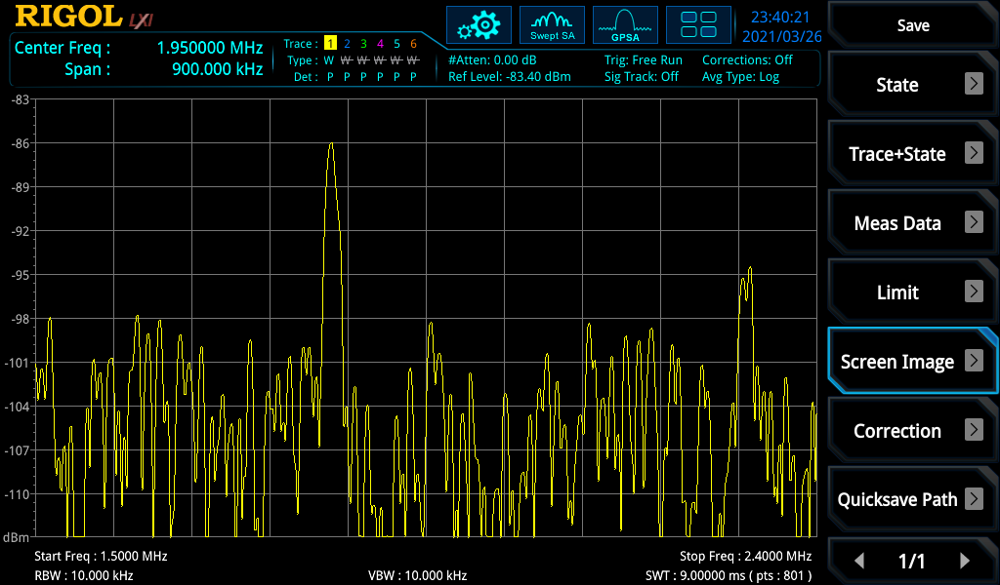 RIGOL LXI
23:40:21
2021/03/26
Swept SA
GPSA
Center Freq : 1.950000 MHz
Span : 900.000 kHz
Trace : 1 2 3 4 5 6
Type : W W W W W W
Det : P P P P P P
#Atten: 0.00 dB
Ref Level: -83.40 dBm
Trig: Free Run
Sig Track: Off
Corrections: Off
Avg Type: Log
-83
-86
-89
-92
-95
-98
-101
-104
-107
-110
dBm
Start Freq : 1.5000 MHz
Stop Freq : 2.4000 MHz
RBW : 10.000 kHz
VBW : 10.000 kHz
SWT : 9.00000 ms ( pts : 801 )
Save
State
Trace+State
Meas Data
Limit
Screen Image
Correction
Quicksave Path
1/1